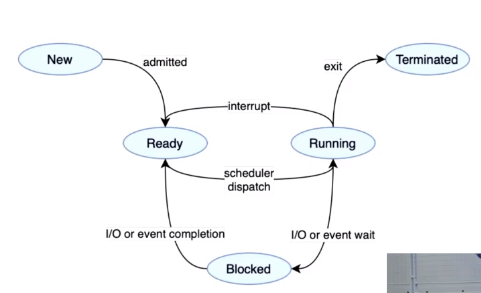 New
Terminated
admitted
exit
interrupt
Ready
Running
scheduler
dispatch
I/O or event completion
I/O or event wait
Blocked